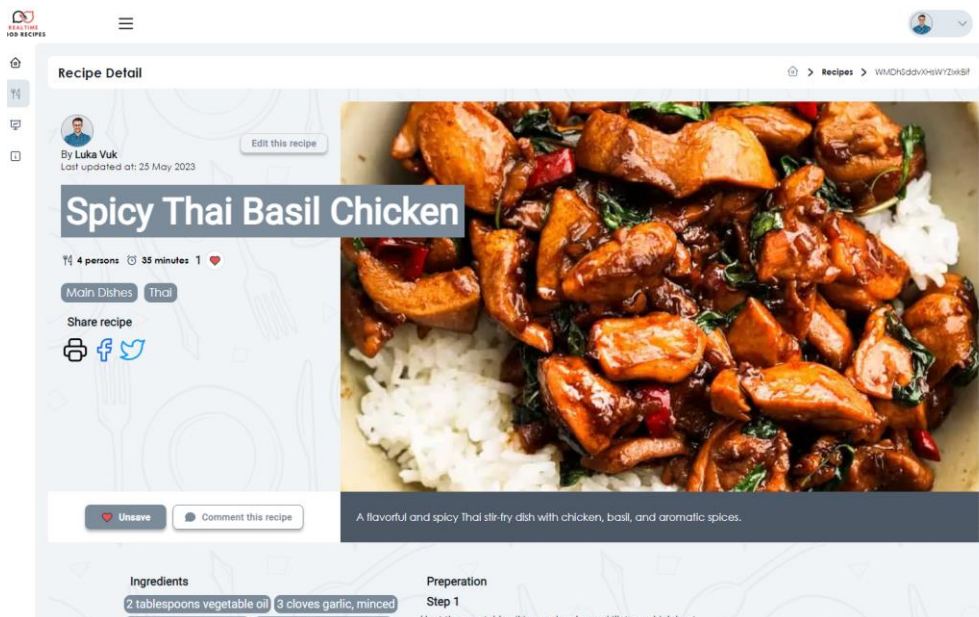 REALTIME
OOD RECIPES
Recipe Detail
Recipes
By Luka Vuk
Last updated at: 25 May 2023
Edit this recipe
Spicy Thai Basil Chicken
4 persons 35 minutes 1
Main Dishes Thai
Share recipe
Unsave Comment this recipe
A flavorful and spicy Thai stir-fry dish with chicken, basil, and aromatic spices.
Ingredients
2 tablespoons vegetable oil 3 cloves garlic, minced
Preparation
Step 1